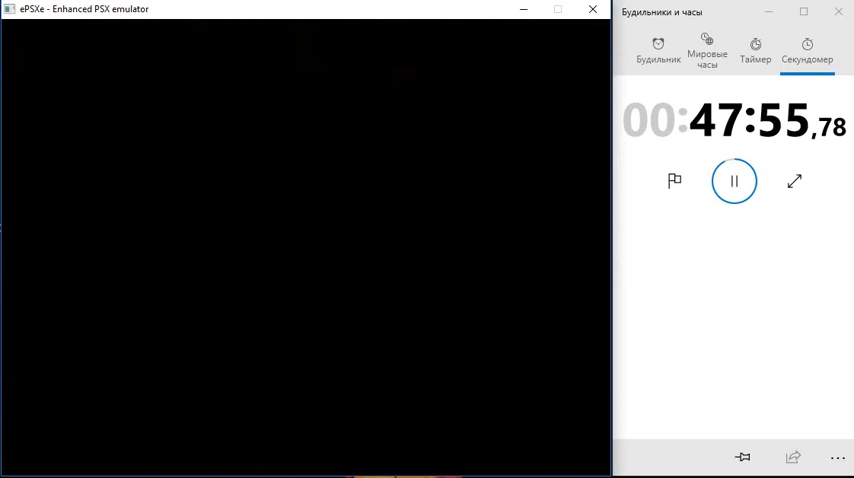 ePSXe - Enhanced PSX emulator
Будильники и часы
Будильник
Мировые
часы
Таймер
Секундомер
00:47:55,78